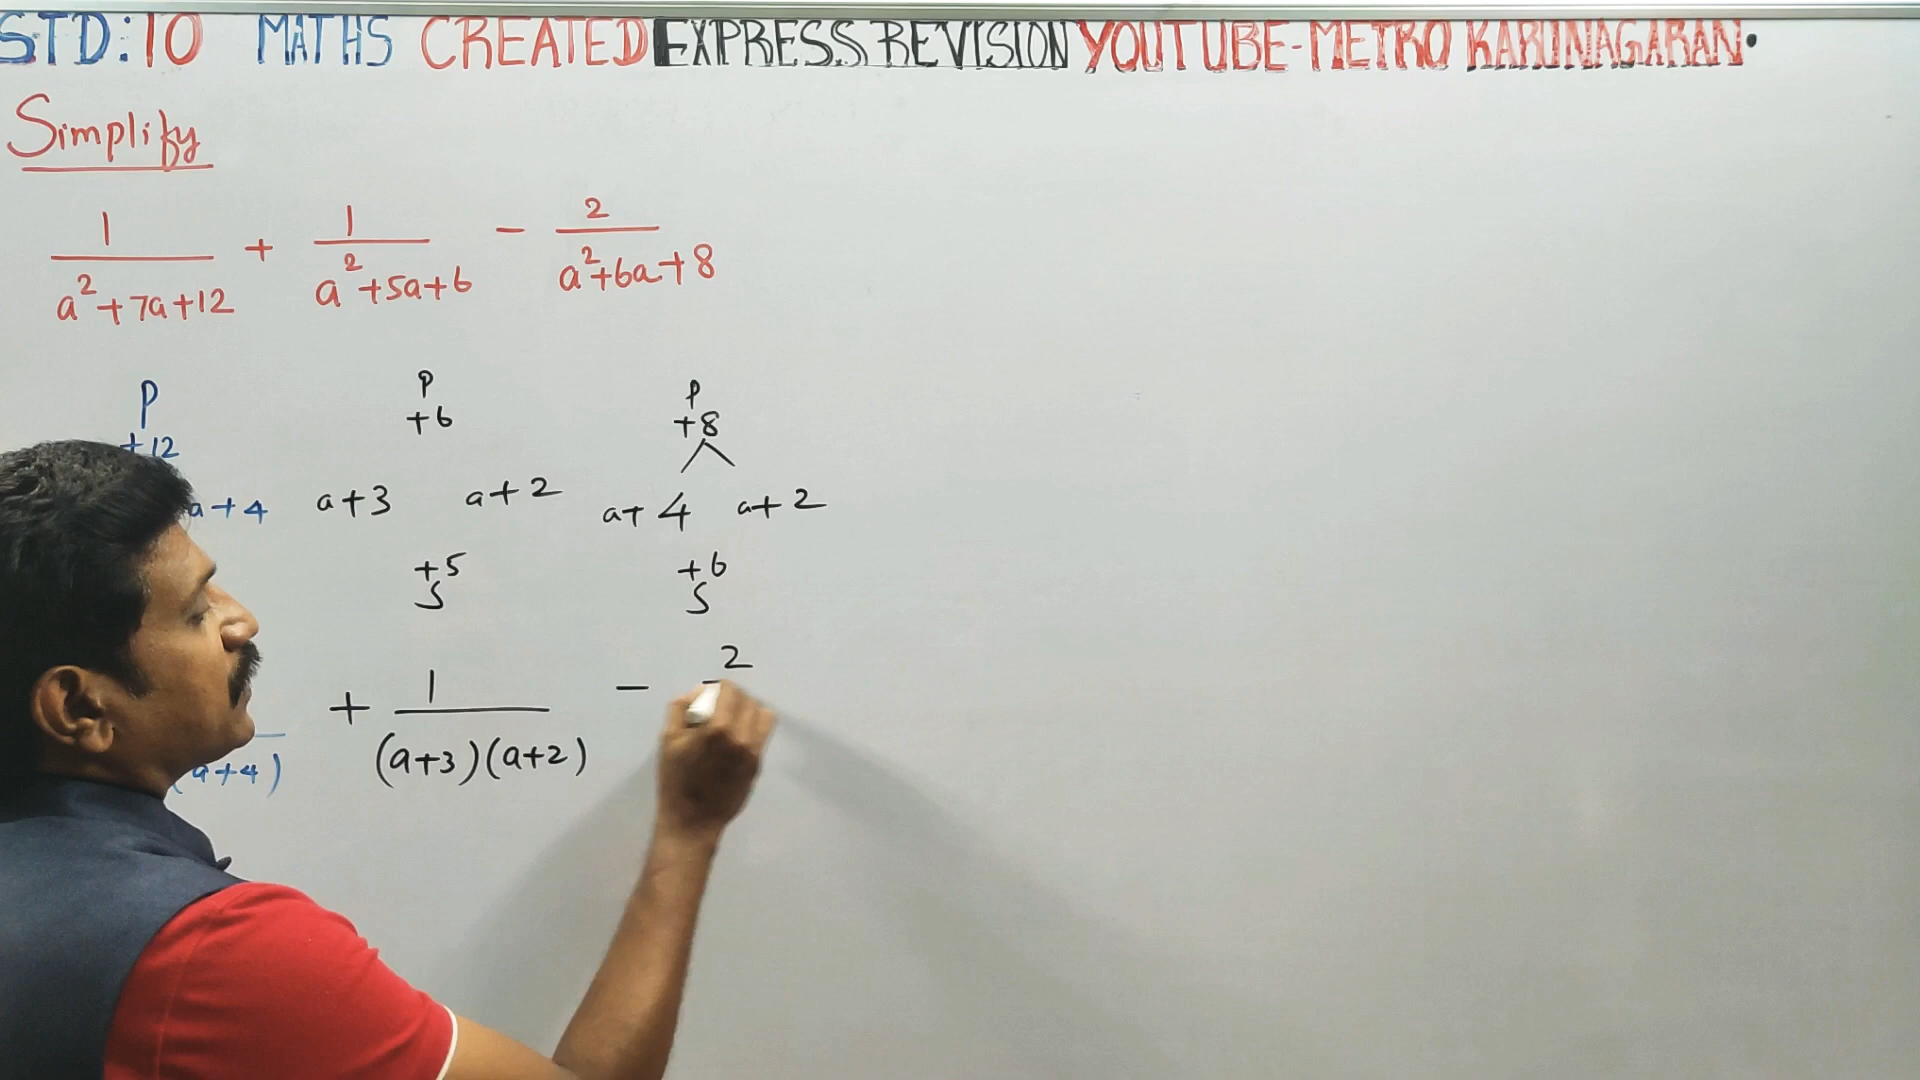 STD:10 MATHS CREATED EXPRESS REVISION YOUTUBE-METRO KARUNAGARAN.
Simplify
1/(a²+7a+12) + 1/(a²+5a+6) - 2/(a²+6a+8)
P P P
+12 +6 +8
a+4 a+3 a+2 a+4 a+2
+5 +6
S S
+ 1/((a+3)(a+2)) - 2
(a+4)